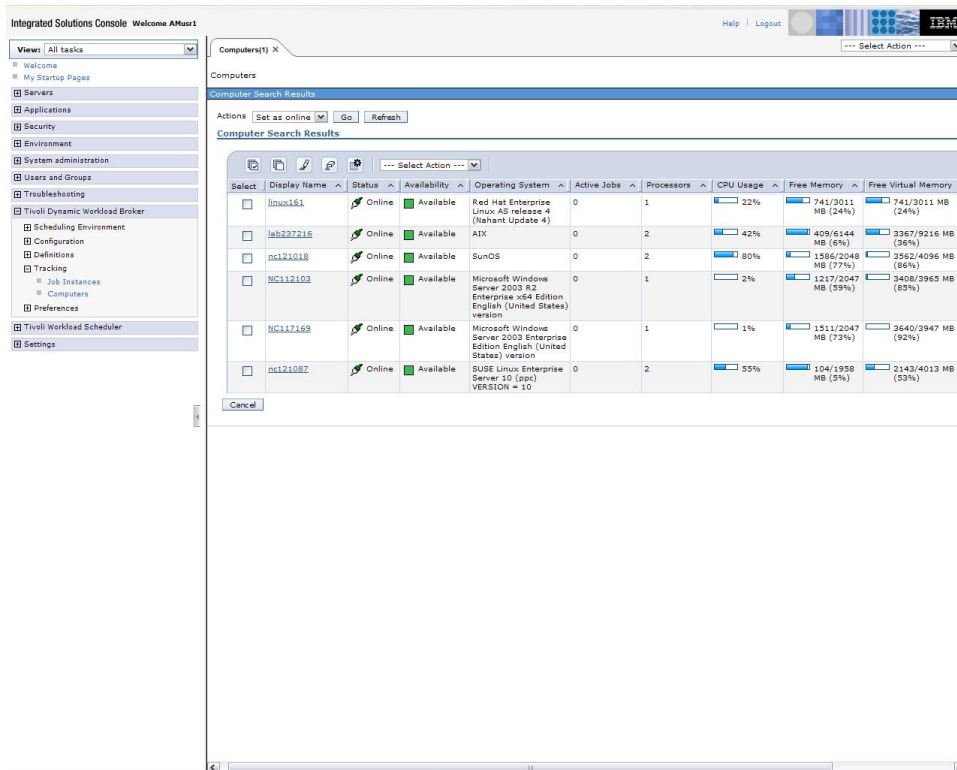 Integrated Solutions Console Welcome AMusr1
Help | Logout
IBM
View: All tasks
Welcome
My Startup Pages
Servers
Applications
Security
Environment
System administration
Users and Groups
Troubleshooting
Tivoli Dynamic Workload Broker
Scheduling Environment
Configuration
Definitions
Tracking
Job Instances
Computers
Preferences
Tivoli Workload Scheduler
Settings
Computers(1) X
--- Select Action ---
Computers
Computer Search Results
Actions Set as online Go Refresh
Computer Search Results
--- Select Action ---
Select Display Name Status Availability Operating System Active Jobs Processors CPU Usage Free Memory Free Virtual Memory
linux161 Online Available Red Hat Enterprise 0 1 22% 741/3011 741/3011 MB
Linux AS release 4 MB (24%) (24%)
(Nahant Update 4)
lab237216 Online Available AIX 0 2 42% 409/6144 3367/9216 MB
MB (6%) (36%)
nc121018 Online Available SunOS 0 2 80% 1586/2048 3562/4096 MB
MB (77%) (86%)
NC112103 Online Available Microsoft Windows 0 1 2% 1217/2047 3408/3965 MB
Server 2003 R2 MB (59%) (85%)
Enterprise x64 Edition
English (United States)
version
NC117169 Online Available Microsoft Windows 0 1 1% 1511/2047 3640/3947 MB
Server 2003 Enterprise MB (73%) (92%)
Edition English (United
States) version
nc121087 Online Available SUSE Linux Enterprise 0 2 55% 104/1958 2143/4013 MB
Server 10 (ppc) MB (5%) (53%)
VERSION = 10
Cancel